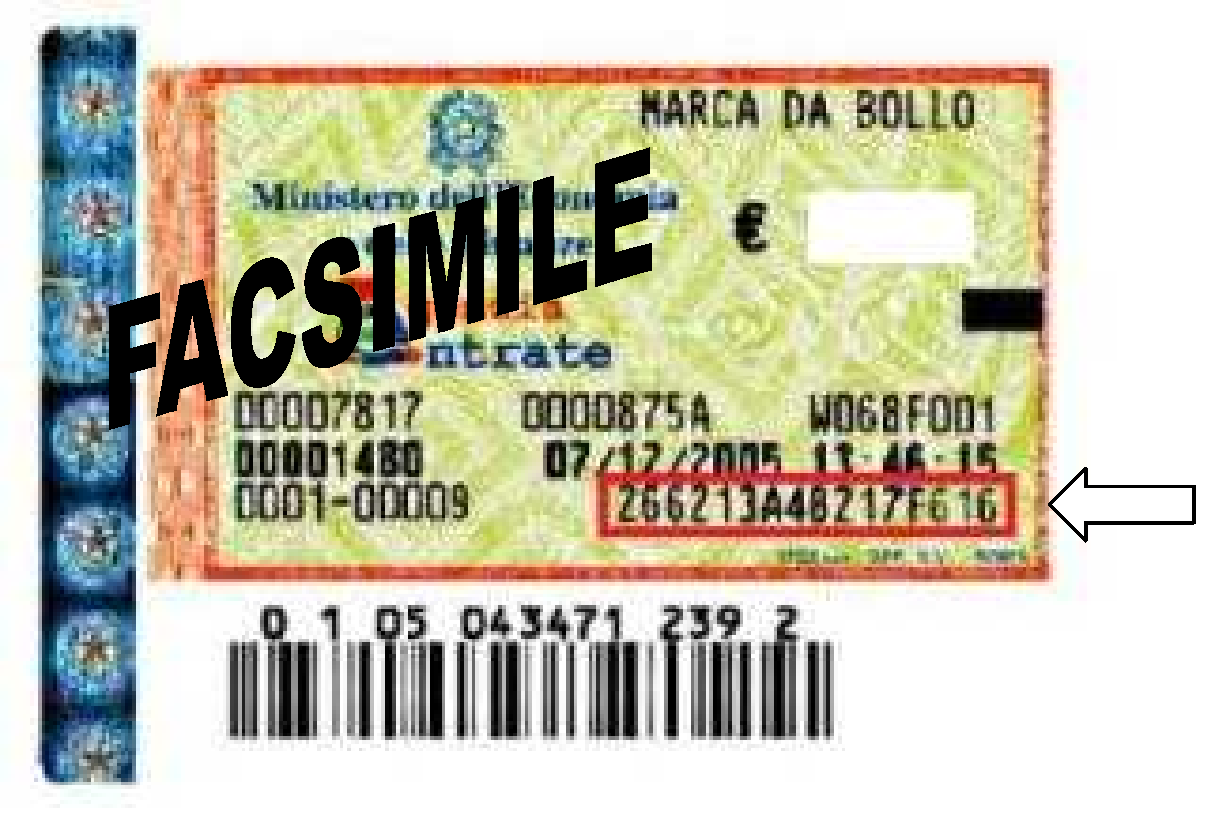 MARCA DA BOLLO
Ministero dell'Economia
€
FACSIMILE
ntrate
00007817 0000875A W068F001
00001480 07/12/2005 13:46:15
0001-00009 266213A48217F616
0 1 05 043471 239 2